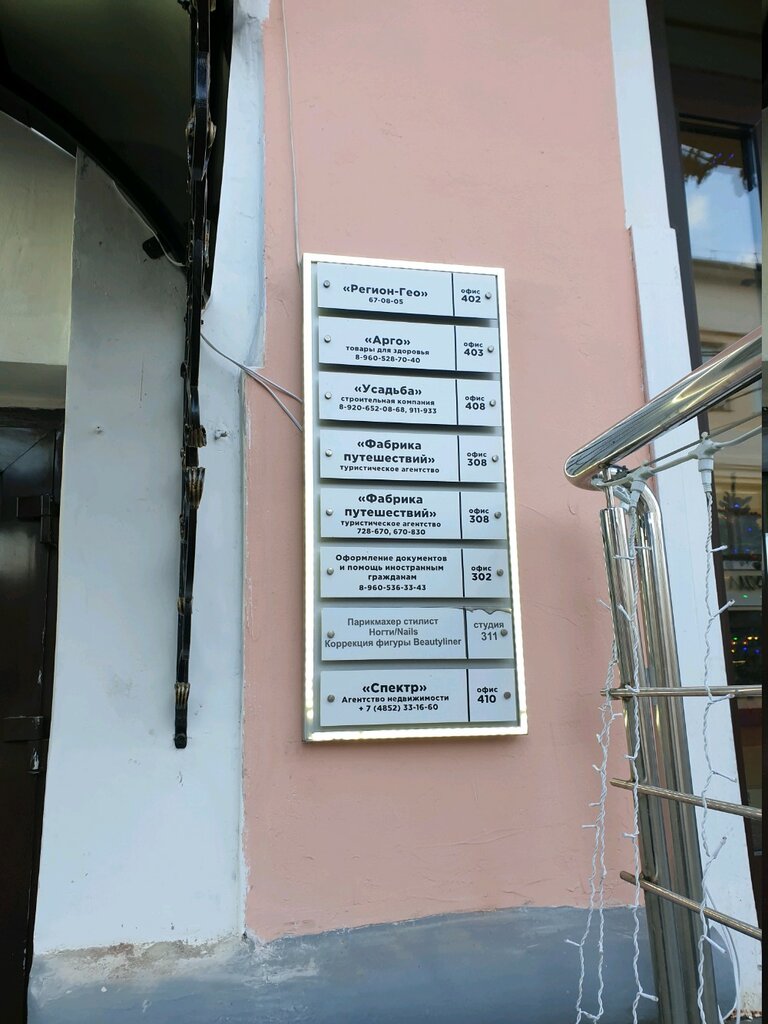 «Регион-Гео»
67-08-05
офис
402
«Арго»
товары для здоровья
8-960-528-70-40
офис
403
«Усадьба»
строительная компания
8-920-652-08-68, 911-933
офис
408
«Фабрика
путешествий»
туристическое агентство
офис
308
«Фабрика
путешествий»
туристическое агентство
728-670, 670-830
офис
308
Оформление документов
и помощь иностранным
гражданам
8-960-536-33-43
офис
302
Парикмахер стилист
Ногти/Nails
Коррекция фигуры Beautyliner
студия
311
«Спектр»
Агентство недвижимости
+ 7 (4852) 33-16-60
офис
410